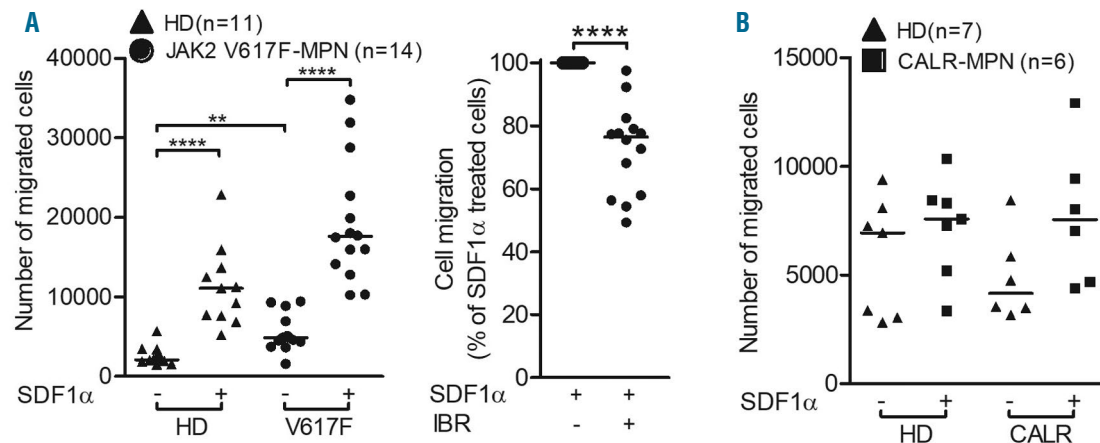 A
HD(n=11)
JAK2 V617F-MPN (n=14)
Number of migrated cells
40000
30000
20000
10000
0
****
**
****
SDF1α - + - +
HD V617F
Cell migration
(% of SDF1α treated cells)
100
80
60
40
20
0
****
SDF1α + +
IBR - +
B
HD(n=7)
CALR-MPN (n=6)
Number of migrated cells
15000
10000
5000
0
SDF1α - + - +
HD CALR